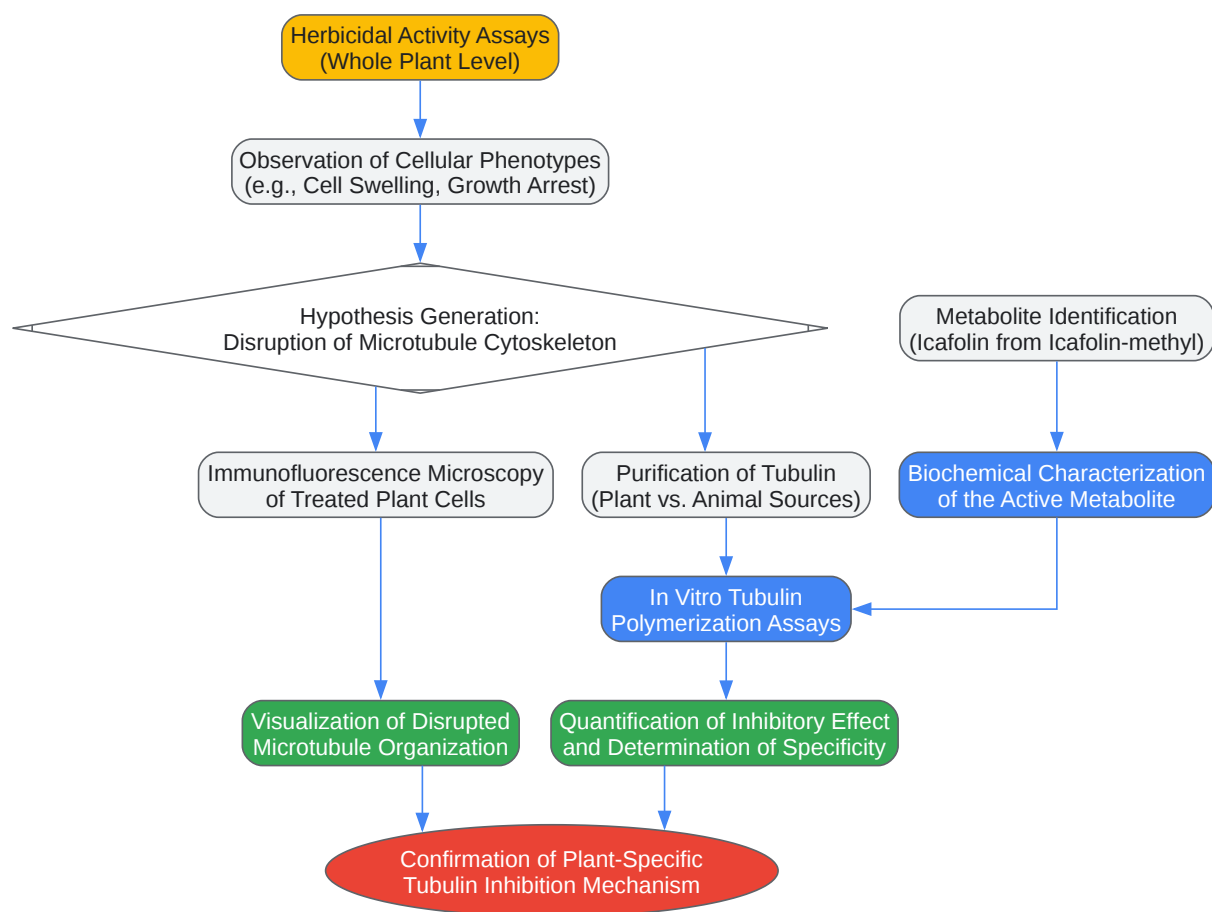 Herbicidal Activity Assays
(Whole Plant Level)
Observation of Cellular Phenotypes
(e.g., Cell Swelling, Growth Arrest)
Hypothesis Generation:
Disruption of Microtubule Cytoskeleton
Metabolite Identification
(Icafolin from Icafolin-methyl)
Immunofluorescence Microscopy
of Treated Plant Cells
Purification of Tubulin
(Plant vs. Animal Sources)
Biochemical Characterization
of the Active Metabolite
In Vitro Tubulin
Polymerization Assays
Visualization of Disrupted
Microtubule Organization
Quantification of Inhibitory Effect
and Determination of Specificity
Confirmation of Plant-Specific
Tubulin Inhibition Mechanism